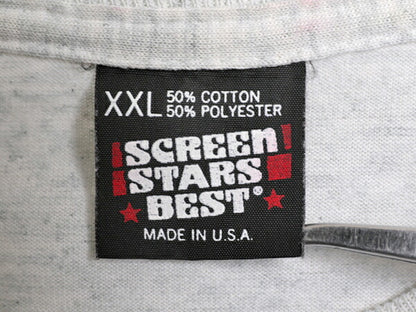 XXL 50% COTTON
50% POLYESTER
SCREEN
STARS
BEST®
MADE IN U.S.A.